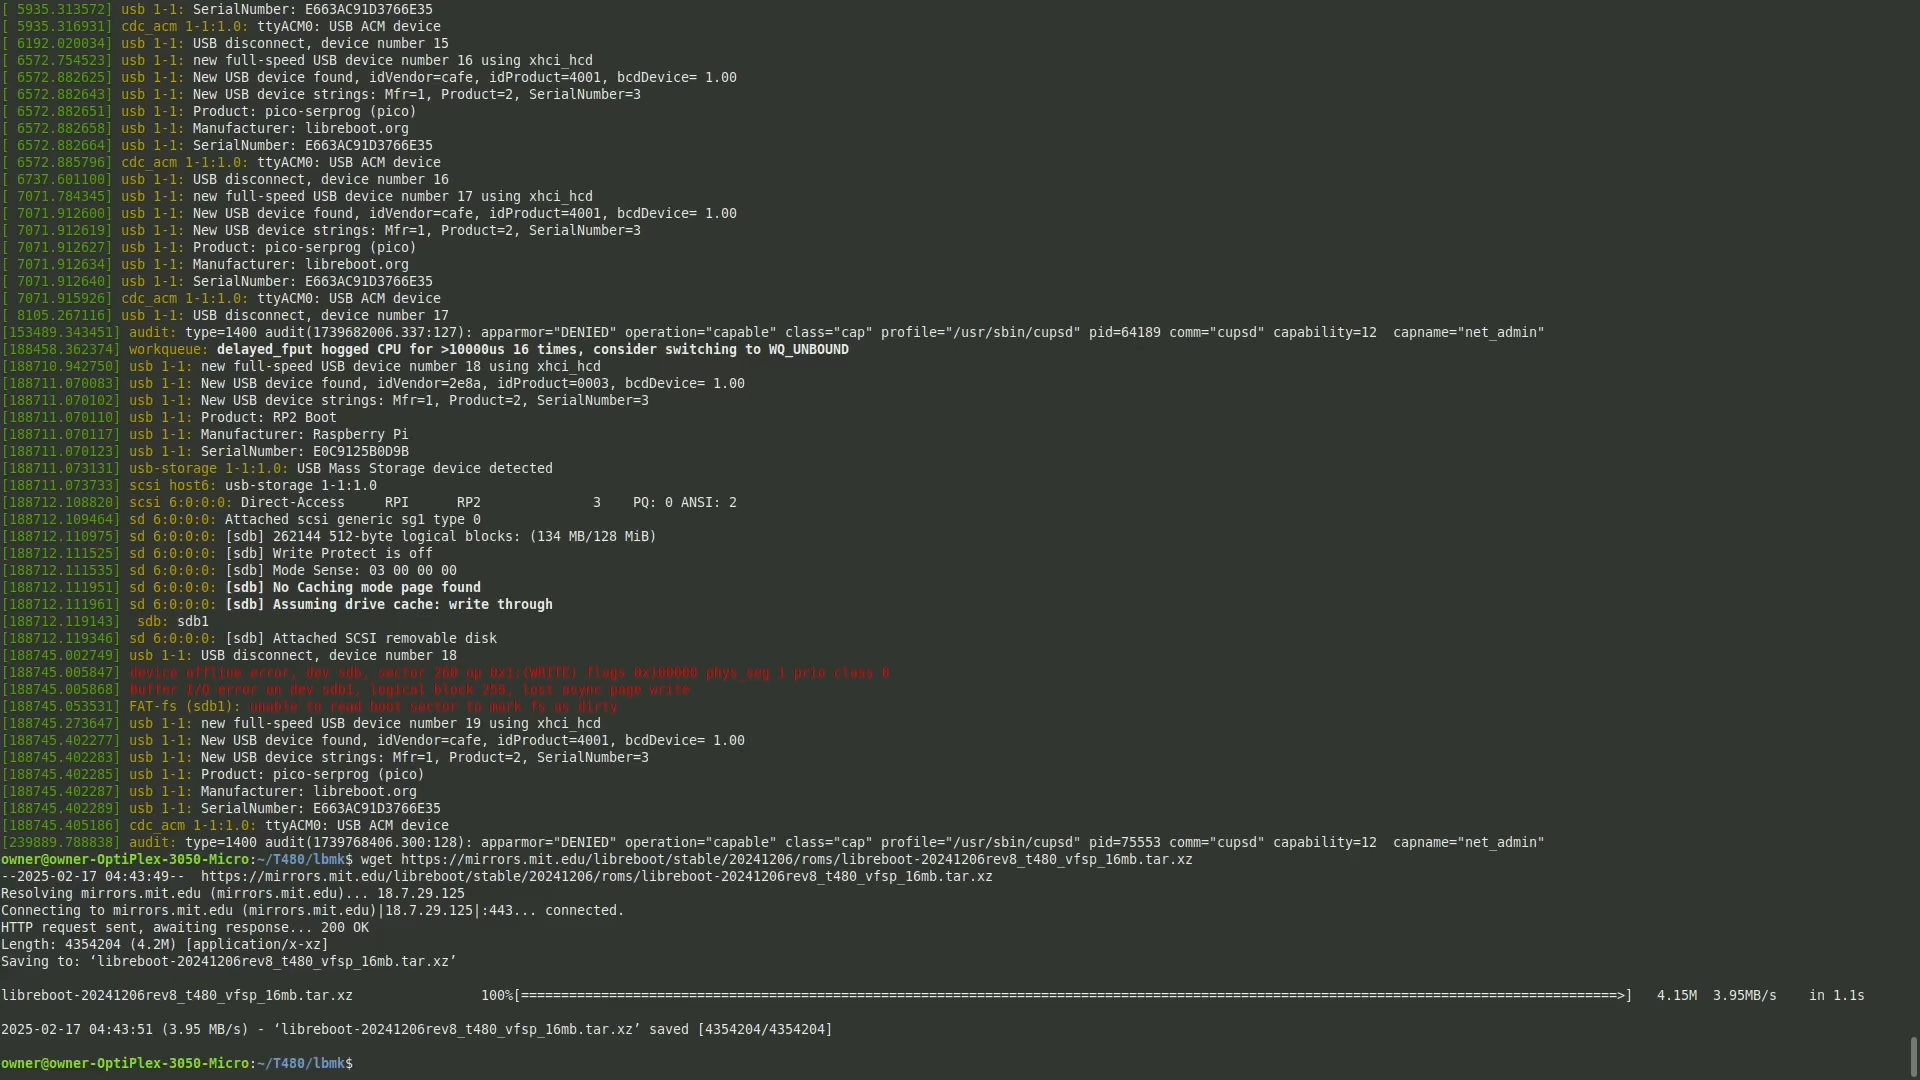 [ 5935.313572] usb 1-1: SerialNumber: E663AC91D3766E35
[ 5935.316931] cdc_acm 1-1:1.0: ttyACM0: USB ACM device
[ 6192.020034] usb 1-1: USB disconnect, device number 15
[ 6572.754523] usb 1-1: new full-speed USB device number 16 using xhci_hcd
[ 6572.882625] usb 1-1: New USB device found, idVendor=cafe, idProduct=4001, bcdDevice= 1.00
[ 6572.882643] usb 1-1: New USB device strings: Mfr=1, Product=2, SerialNumber=3
[ 6572.882651] usb 1-1: Product: pico-serprog (pico)
[ 6572.882658] usb 1-1: Manufacturer: libreboot.org
[ 6572.882664] usb 1-1: SerialNumber: E663AC91D3766E35
[ 6572.885796] cdc_acm 1-1:1.0: ttyACM0: USB ACM device
[ 6737.601100] usb 1-1: USB disconnect, device number 16
[ 7071.784345] usb 1-1: new full-speed USB device number 17 using xhci_hcd
[ 7071.912600] usb 1-1: New USB device found, idVendor=cafe, idProduct=4001, bcdDevice= 1.00
[ 7071.912619] usb 1-1: New USB device strings: Mfr=1, Product=2, SerialNumber=3
[ 7071.912627] usb 1-1: Product: pico-serprog (pico)
[ 7071.912634] usb 1-1: Manufacturer: libreboot.org
[ 7071.912640] usb 1-1: SerialNumber: E663AC91D3766E35
[ 7071.915926] cdc_acm 1-1:1.0: ttyACM0: USB ACM device
[ 8105.267116] usb 1-1: USB disconnect, device number 17
[153489.343451] audit: type=1400 audit(1739682006.337:127): apparmor="DENIED" operation="capable" class="cap" profile="/usr/sbin/cupsd" pid=64189 comm="cupsd" capability=12  capname="net_admin"
[188458.362374] workqueue: delayed_fput hogged CPU for >10000us 16 times, consider switching to WQ_UNBOUND
[188710.942750] usb 1-1: new full-speed USB device number 18 using xhci_hcd
[188711.070083] usb 1-1: New USB device found, idVendor=2e8a, idProduct=0003, bcdDevice= 1.00
[188711.070102] usb 1-1: New USB device strings: Mfr=1, Product=2, SerialNumber=3
[188711.070110] usb 1-1: Product: RP2 Boot
[188711.070117] usb 1-1: Manufacturer: Raspberry Pi
[188711.070123] usb 1-1: SerialNumber: E0C9125B0D9B
[188711.073131] usb-storage 1-1:1.0: USB Mass Storage device detected
[188711.073733] scsi host6: usb-storage 1-1:1.0
[188712.108820] scsi 6:0:0:0: Direct-Access     RPI      RP2              3    PQ: 0 ANSI: 2
[188712.109464] sd 6:0:0:0: Attached scsi generic sg1 type 0
[188712.110975] sd 6:0:0:0: [sdb] 262144 512-byte logical blocks: (134 MB/128 MiB)
[188712.111525] sd 6:0:0:0: [sdb] Write Protect is off
[188712.111535] sd 6:0:0:0: [sdb] Mode Sense: 03 00 00 00
[188712.111951] sd 6:0:0:0: [sdb] No Caching mode page found
[188712.111961] sd 6:0:0:0: [sdb] Assuming drive cache: write through
[188712.119143]  sdb: sdb1
[188712.119346] sd 6:0:0:0: [sdb] Attached SCSI removable disk
[188745.002749] usb 1-1: USB disconnect, device number 18
[188745.005847] device offline error, dev sdb, sector 260 op 0x1:(WRITE) flags 0x100000 phys_seg 1 prio class 0
[188745.005868] Buffer I/O error on dev sdb1, logical block 259, lost async page write
[188745.053531] FAT-fs (sdb1): unable to read boot sector to mark fs as dirty
[188745.273647] usb 1-1: new full-speed USB device number 19 using xhci_hcd
[188745.402277] usb 1-1: New USB device found, idVendor=cafe, idProduct=4001, bcdDevice= 1.00
[188745.402283] usb 1-1: New USB device strings: Mfr=1, Product=2, SerialNumber=3
[188745.402285] usb 1-1: Product: pico-serprog (pico)
[188745.402287] usb 1-1: Manufacturer: libreboot.org
[188745.402289] usb 1-1: SerialNumber: E663AC91D3766E35
[188745.405186] cdc_acm 1-1:1.0: ttyACM0: USB ACM device
[239889.788838] audit: type=1400 audit(1739768406.300:128): apparmor="DENIED" operation="capable" class="cap" profile="/usr/sbin/cupsd" pid=75553 comm="cupsd" capability=12  capname="net_admin"
owner@owner-OptiPlex-3050-Micro:~/T480/lbmk$ wget https://mirrors.mit.edu/libreboot/stable/20241206/roms/libreboot-20241206rev8_t480_vfsp_16mb.tar.xz
--2025-02-17 04:43:49--  https://mirrors.mit.edu/libreboot/stable/20241206/roms/libreboot-20241206rev8_t480_vfsp_16mb.tar.xz
Resolving mirrors.mit.edu (mirrors.mit.edu)... 18.7.29.125
Connecting to mirrors.mit.edu (mirrors.mit.edu)|18.7.29.125|:443... connected.
HTTP request sent, awaiting response... 200 OK
Length: 4354204 (4.2M) [application/x-xz]
Saving to: ‘libreboot-20241206rev8_t480_vfsp_16mb.tar.xz’
libreboot-20241206rev8_t480_vfsp_16mb.tar.xz                100%[=========================================================================================================================================>]   4.15M  3.95MB/s    in 1.1s
2025-02-17 04:43:51 (3.95 MB/s) - ‘libreboot-20241206rev8_t480_vfsp_16mb.tar.xz’ saved [4354204/4354204]
owner@owner-OptiPlex-3050-Micro:~/T480/lbmk$